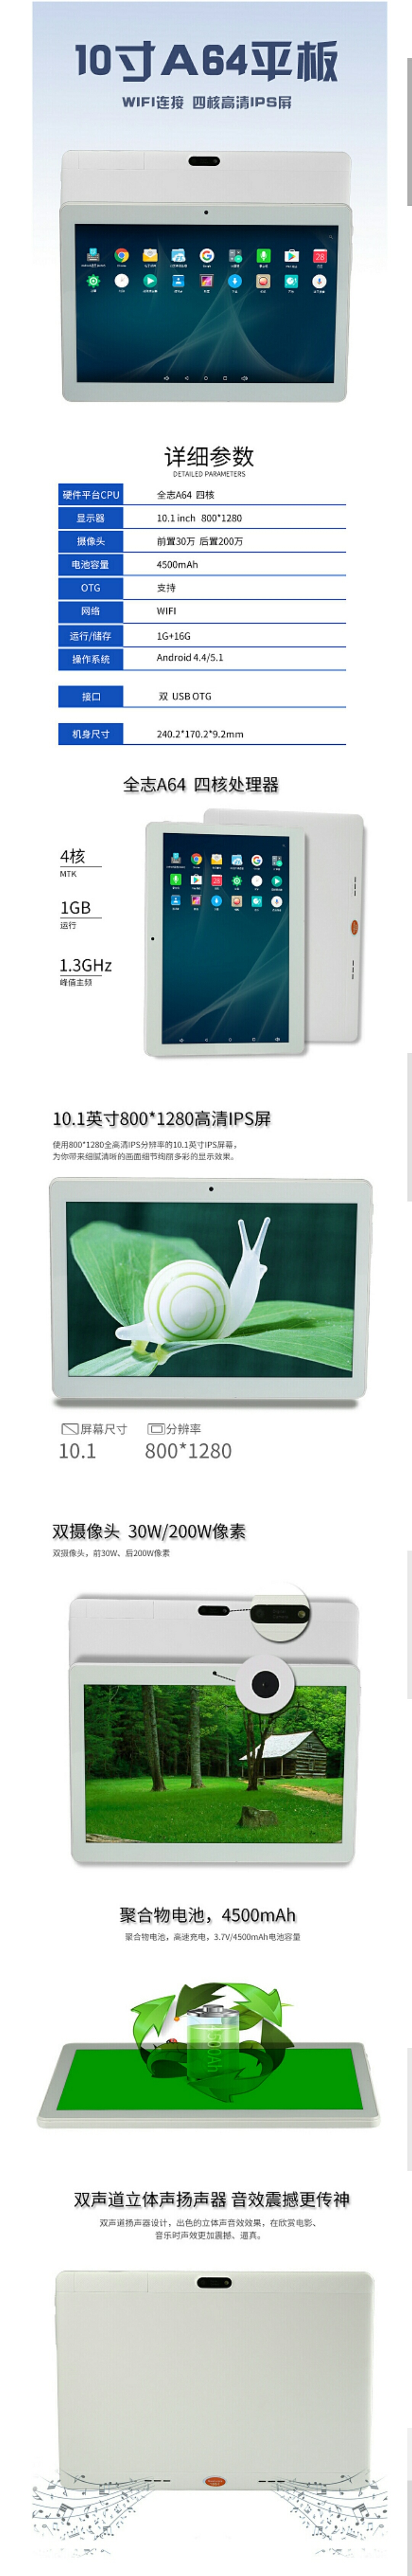 10寸A64平板
WIFI连接 四核高清IPS屏
28
详细参数
DETAILED PARAMETERS
硬件平台CPU 全志A64 四核
显示器 10.1 inch 800*1280
摄像头 前置30万 后置200万
电池容量 4500mAh
OTG 支持
网络 WIFI
运行/储存 1G+16G
操作系统 Android 4.4/5.1
接口 双 USB OTG
机身尺寸 240.2*170.2*9.2mm
全志A64 四核处理器
4核
MTK
1GB
运行
1.3GHz
峰值主频
10.1英寸800*1280高清IPS屏
使用800*1280全高清IPS分辨率的10.1英寸IPS屏幕，
为你带来细腻清晰的画面细节绚丽多彩的显示效果。
屏幕尺寸 分辨率
10.1 800*1280
双摄像头 30W/200W像素
双摄像头，前30W、后200W像素
聚合物电池，4500mAh
聚合物电池，高速充电，3.7V/4500mAh电池容量
双声道立体声扬声器 音效震撼更传神
双声道扬声器设计，出色的立体声音效效果，在欣赏电影、
音乐时声效更加震撼、逼真。